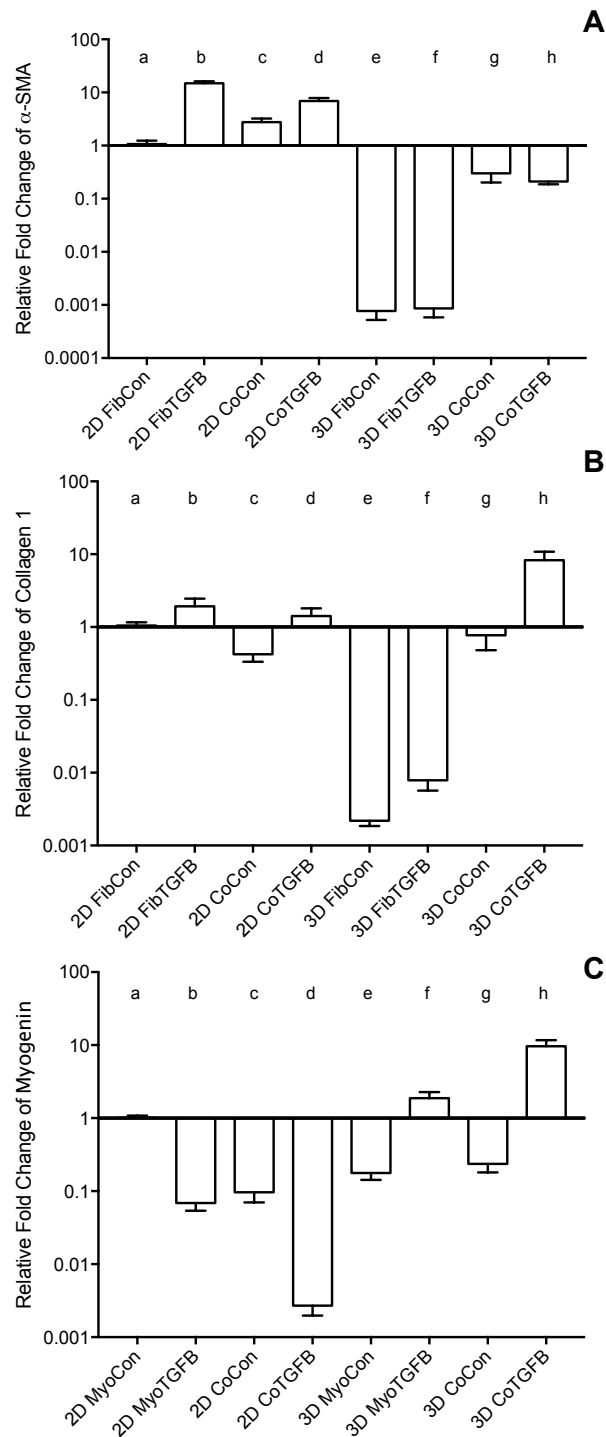 A
Relative Fold Change of α-SMA
100
10
1
0.1
0.01
0.001
0.0001
a b c d e f g h
2D FibCon
2D FibTGFB
2D CoCon
2D CoTGFB
3D FibCon
3D FibTGFB
3D CoCon
3D CoTGFB
B
Relative Fold Change of Collagen 1
100
10
1
0.1
0.01
0.001
a b c d e f g h
2D FibCon
2D FibTGFB
2D CoCon
2D CoTGFB
3D FibCon
3D FibTGFB
3D CoCon
3D CoTGFB
C
Relative Fold Change of Myogenin
100
10
1
0.1
0.01
0.001
a b c d e f g h
2D MyoCon
2D MyoTGFB
2D CoCon
2D CoTGFB
3D MyoCon
3D MyoTGFB
3D CoCon
3D CoTGFB